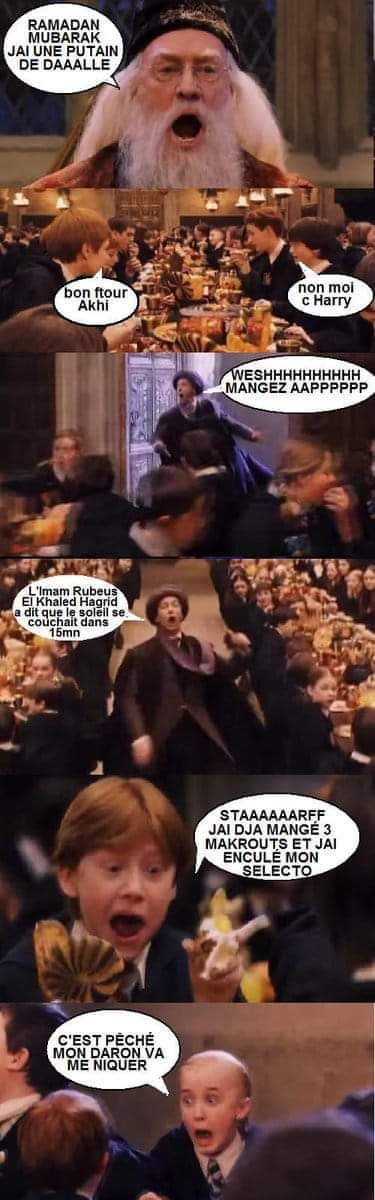 RAMADAN
MUBARAK
JAI UNE PUTAIN
DE DAAALLE
bon ftour
Akhi
non moi
c Harry
WESHHHHHHHHHH
MANGEZ AAPPPPPP
L'Imam Rubeus
El Khaled Hagrid
a dit que le soleil se
couchait dans
15mn
STAAAAAARFF
JAI DJA MANGÉ 3
MAKROUTS ET JAI
ENCULÉ MON
SELECTO
C'EST PÊCHÉ
MON DARON VA
ME NIQUER